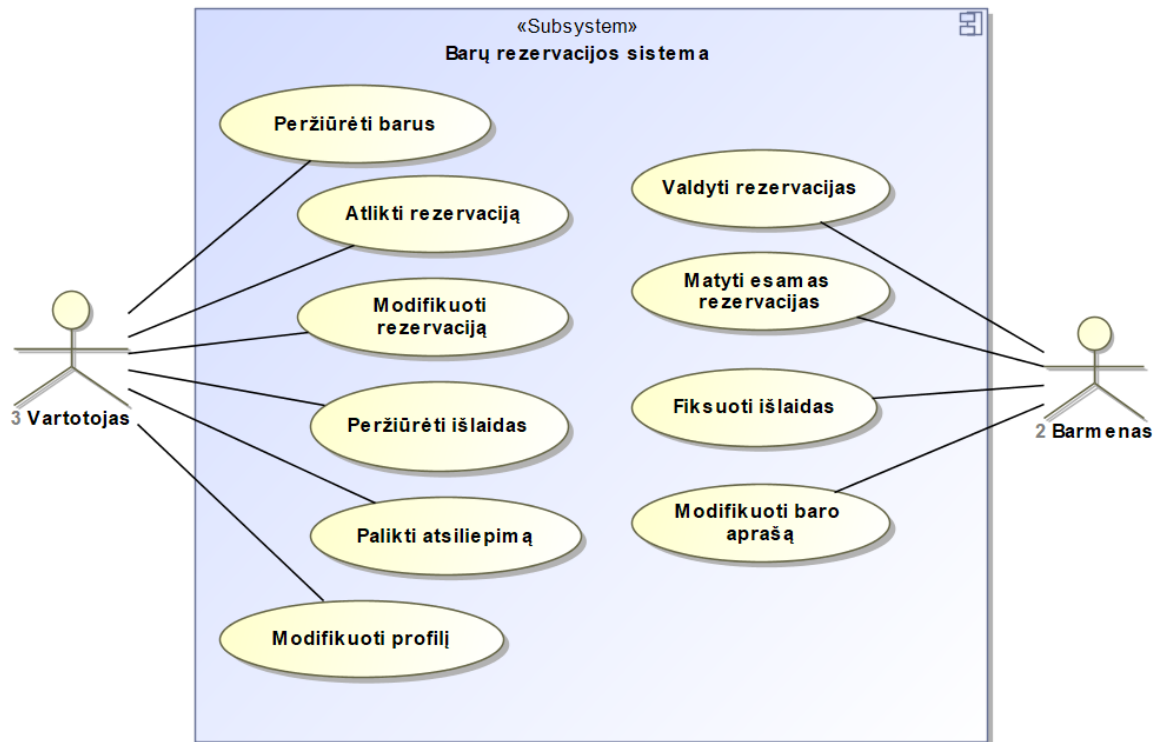 «Subsystem»
Barų rezervacijos sistema
Peržiūrėti barus
Atlikti rezervaciją
Modifikuoti
rezervaciją
Peržiūrėti išlaidas
Palikti atsiliepimą
Modifikuoti profilį
Valdyti rezervacijas
Matyti esamas
rezervacijas
Fiksuoti išlaidas
Modifikuoti baro
aprašą
3 Vartotojas
2 Barmenas